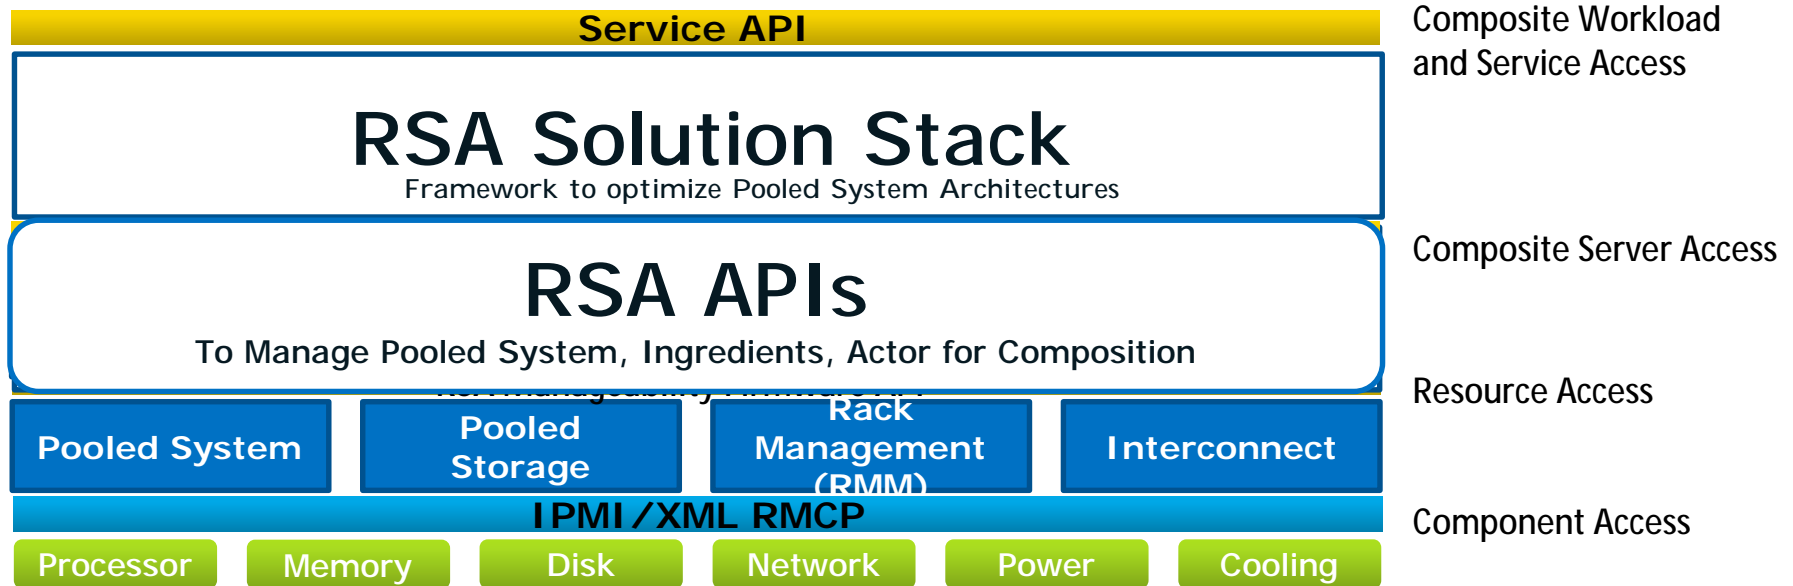 Service API
Composite Workload
and Service Access
RSA Solution Stack
Framework to optimize Pooled System Architectures
Composite Server Access
RSA APIs
To Manage Pooled System, Ingredients, Actor for Composition
Resource Access
Pooled System
Pooled
Storage
Rack
Management
(RMM)
Interconnect
IPMI/XML RMCP
Component Access
Processor
Memory
Disk
Network
Power
Cooling